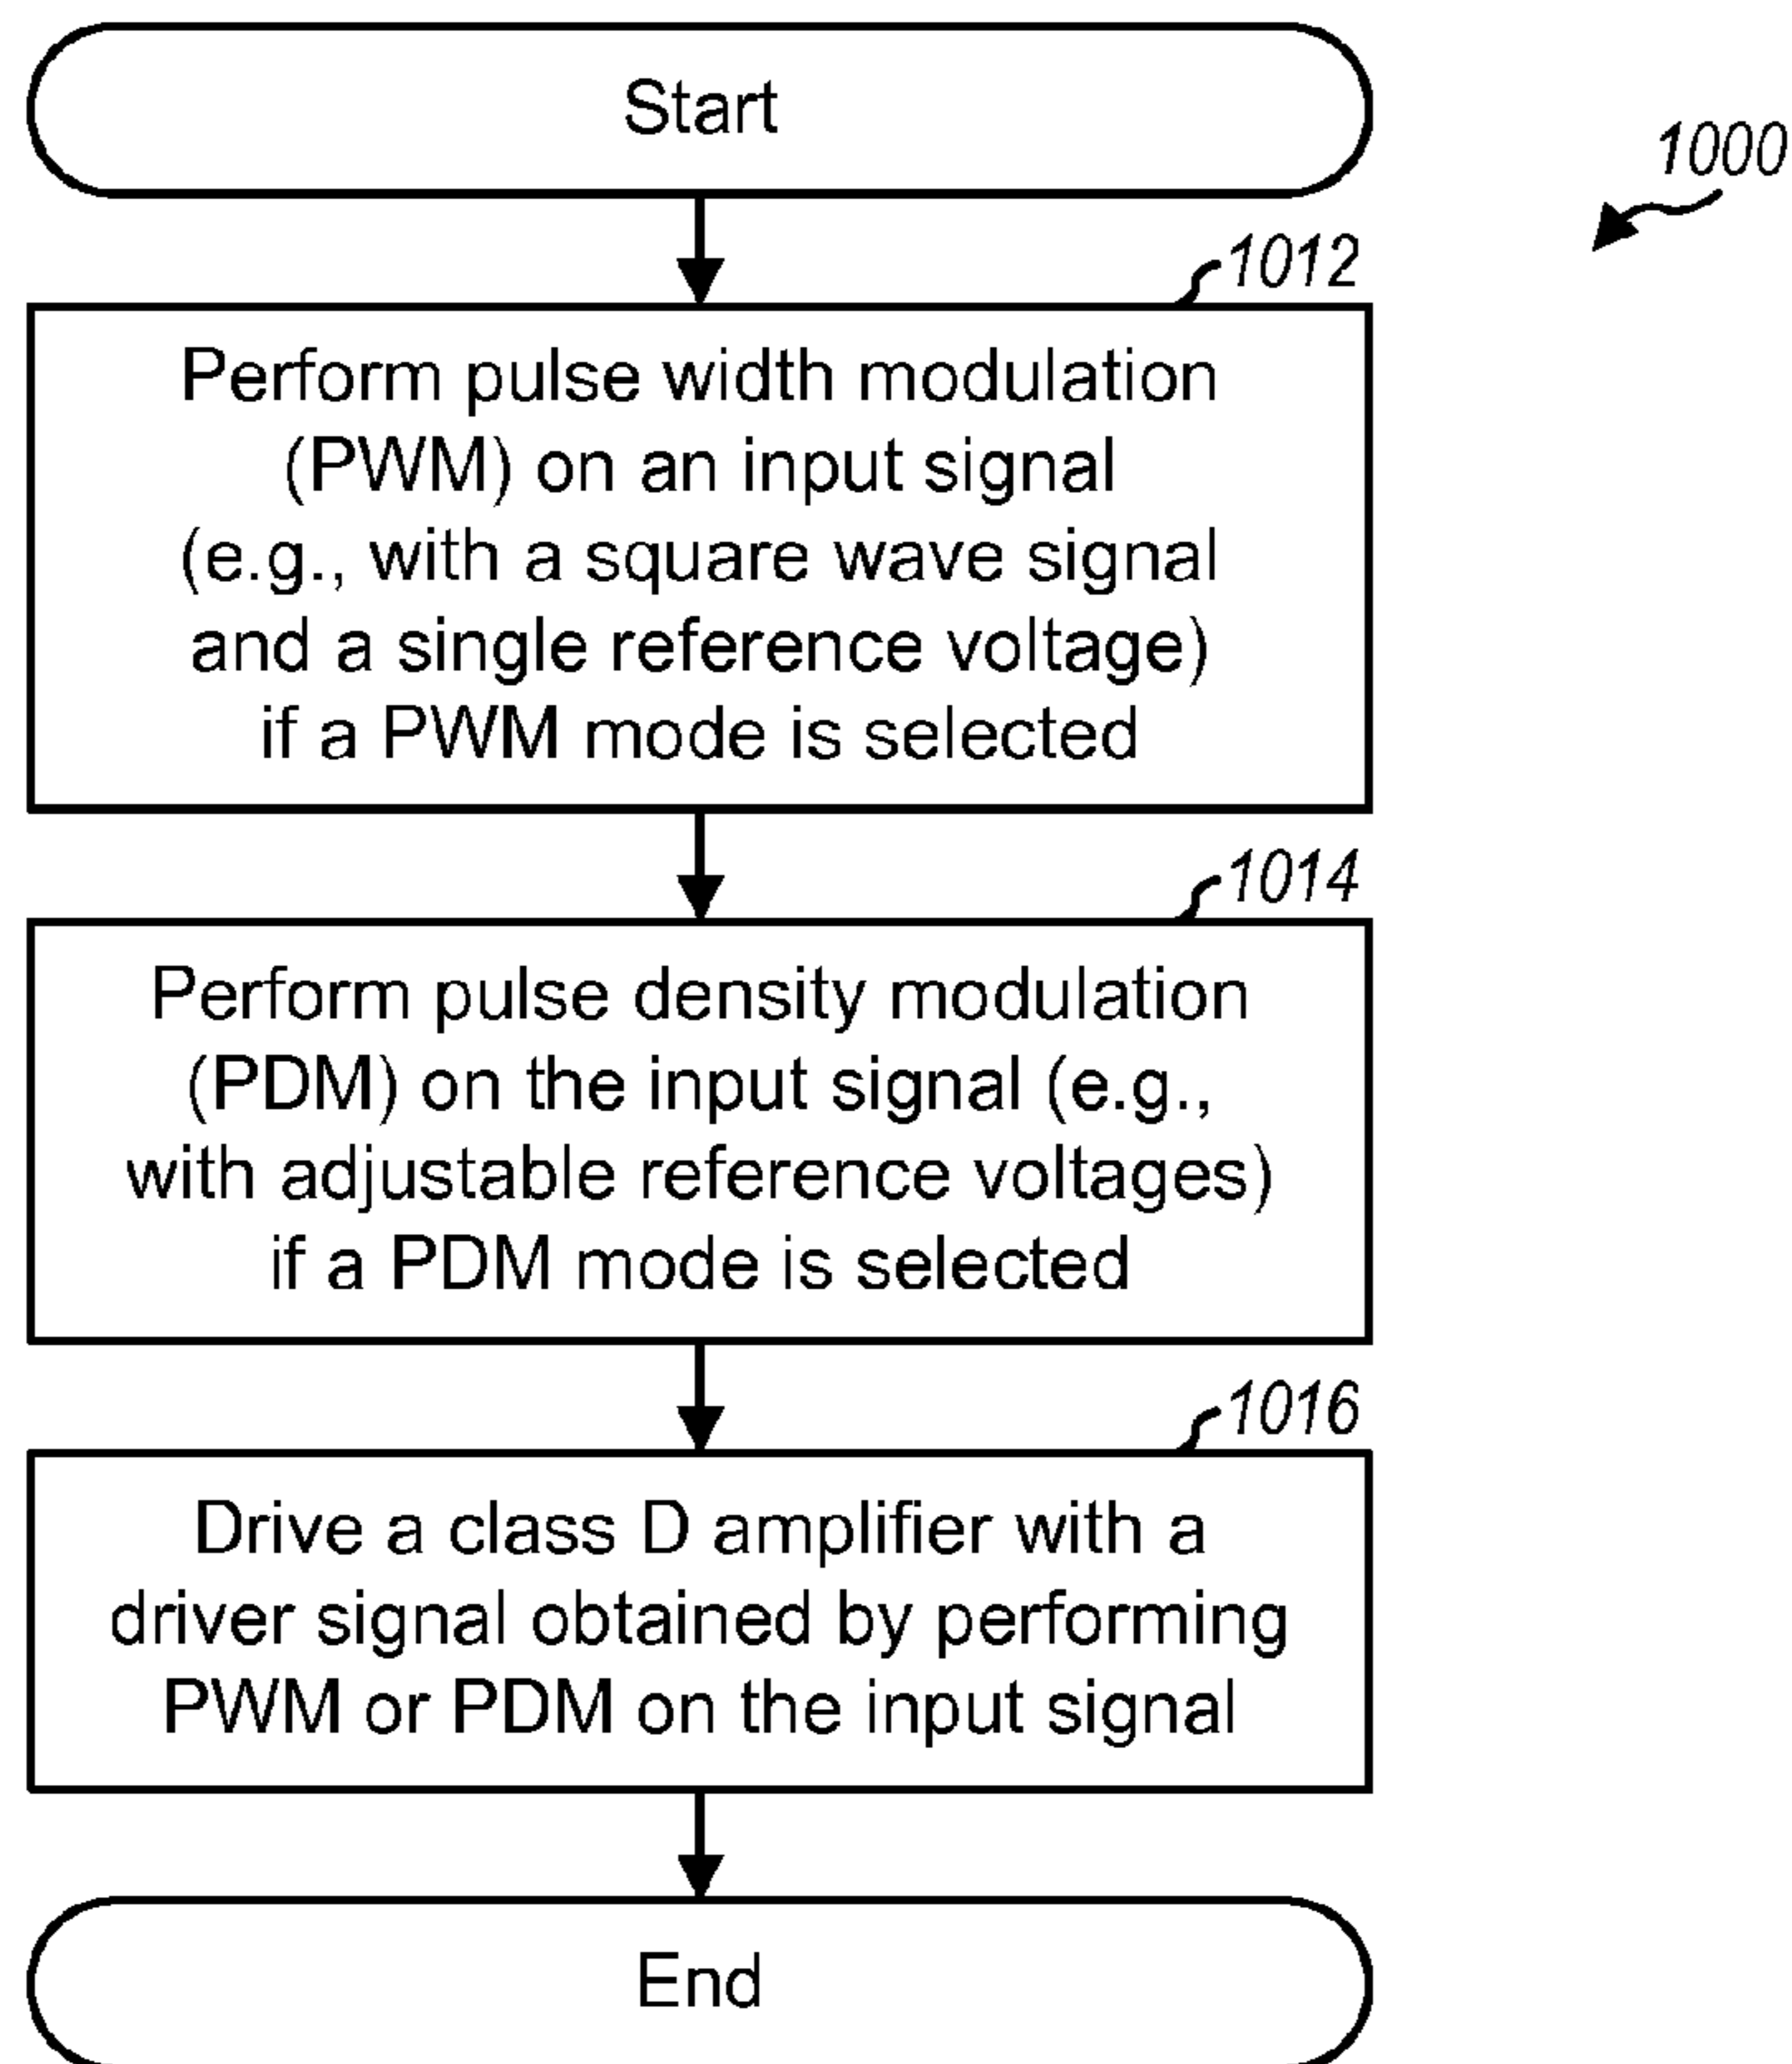 Start
1000
1012
Perform pulse width modulation
(PWM) on an input signal
(e.g., with a square wave signal
and a single reference voltage)
if a PWM mode is selected
1014
Perform pulse density modulation
(PDM) on the input signal (e.g.,
with adjustable reference voltages)
if a PDM mode is selected
1016
Drive a class D amplifier with a
driver signal obtained by performing
PWM or PDM on the input signal
End